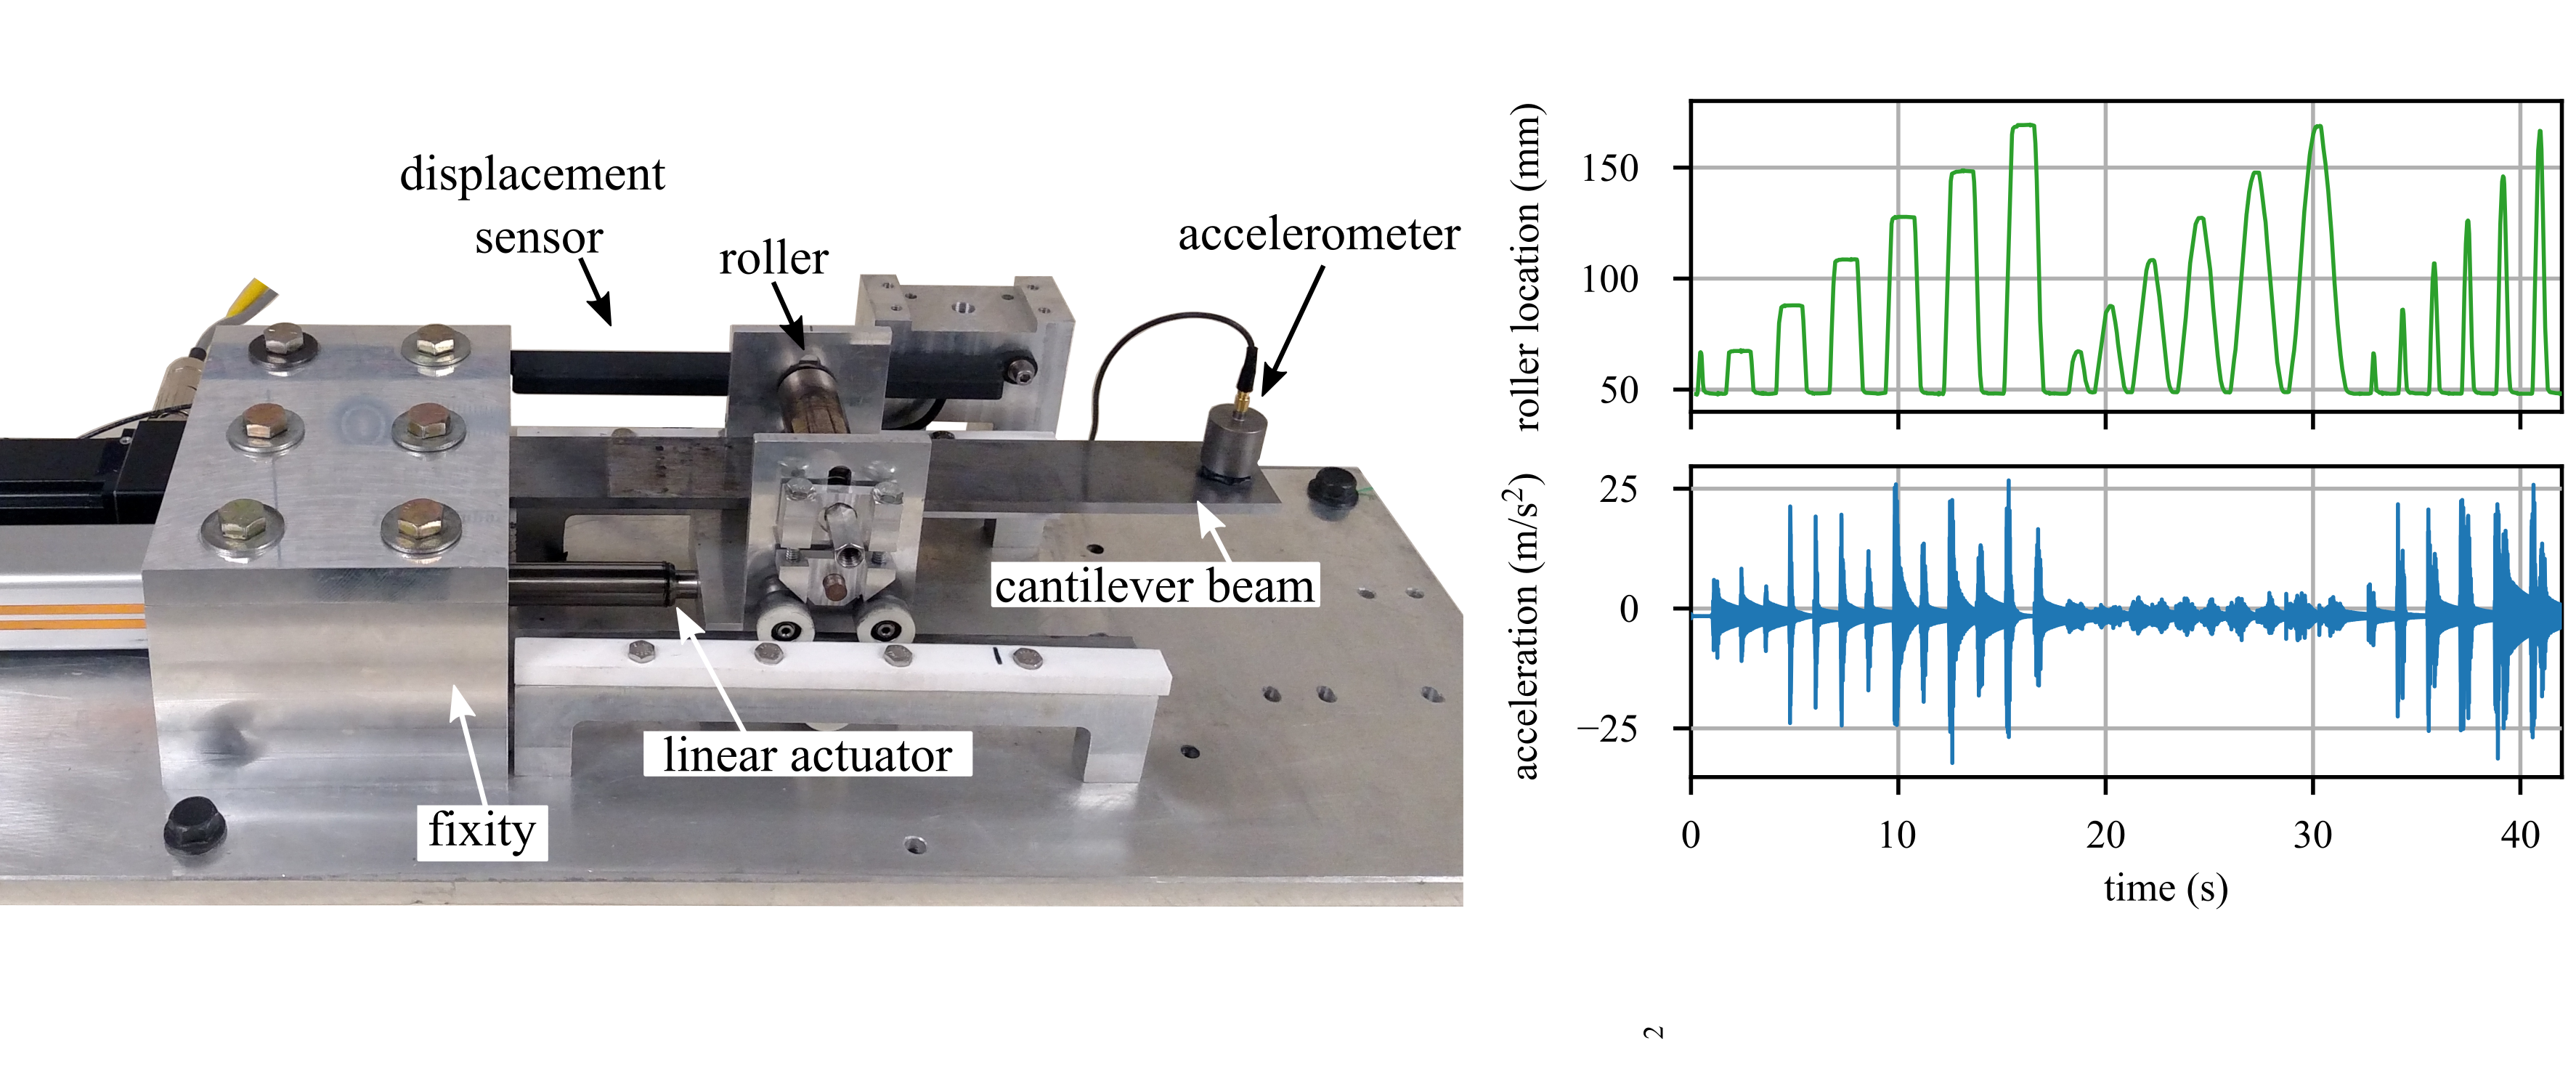 displacement
sensor
roller
accelerometer
cantilever beam
linear actuator
fixity
roller location (mm)
150
100
50
acceleration (m/s²)
25
0
−25
0
10
20
30
40
time (s)
2